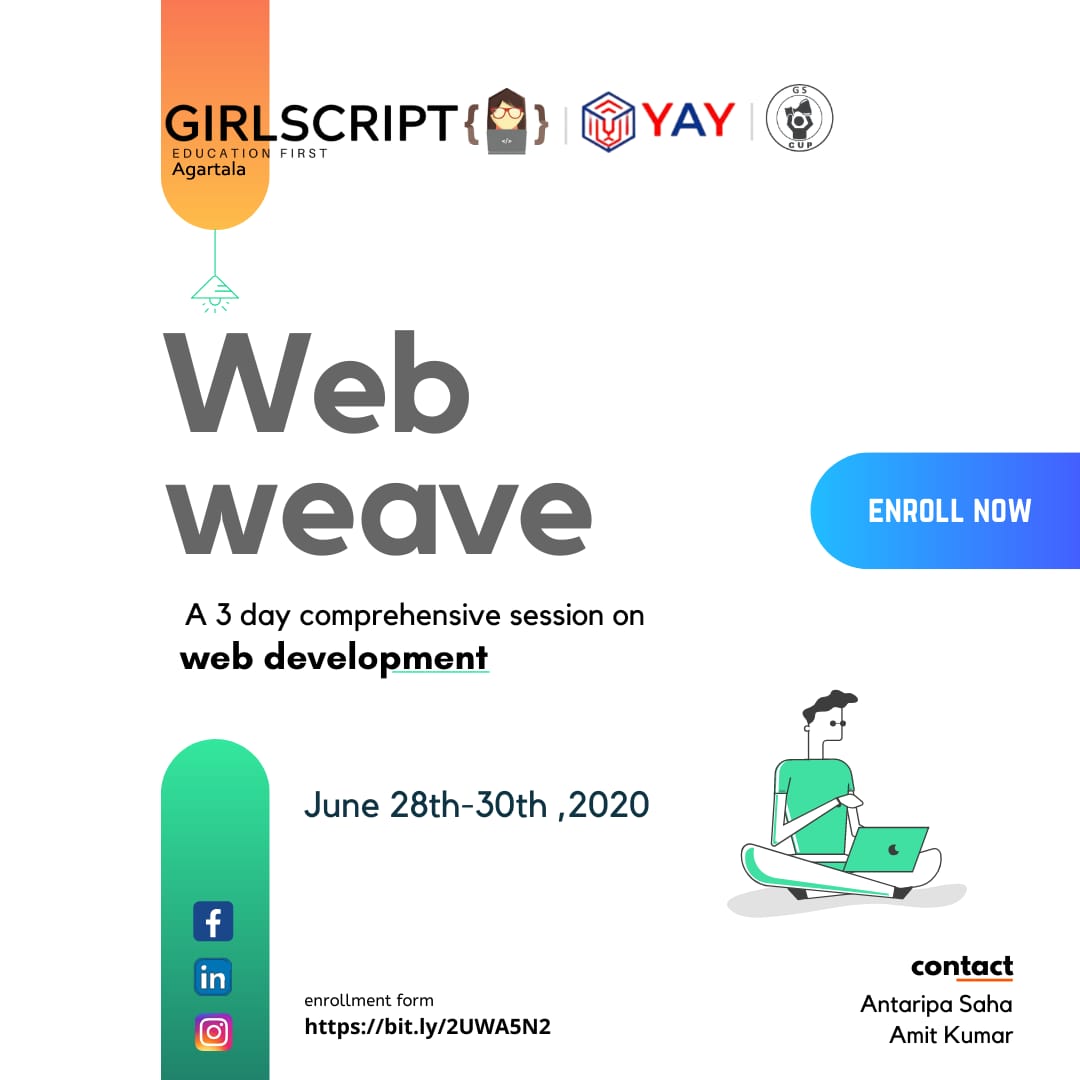 GIRLSCRIPT
EDUCATION FIRST
Agartala
</>
YAY
GS
CUP
Web
weave
ENROLL NOW
A 3 day comprehensive session on
web development
June 28th-30th ,2020
f
in
enrollment form
https://bit.ly/2UWA5N2
contact
Antaripa Saha
Amit Kumar